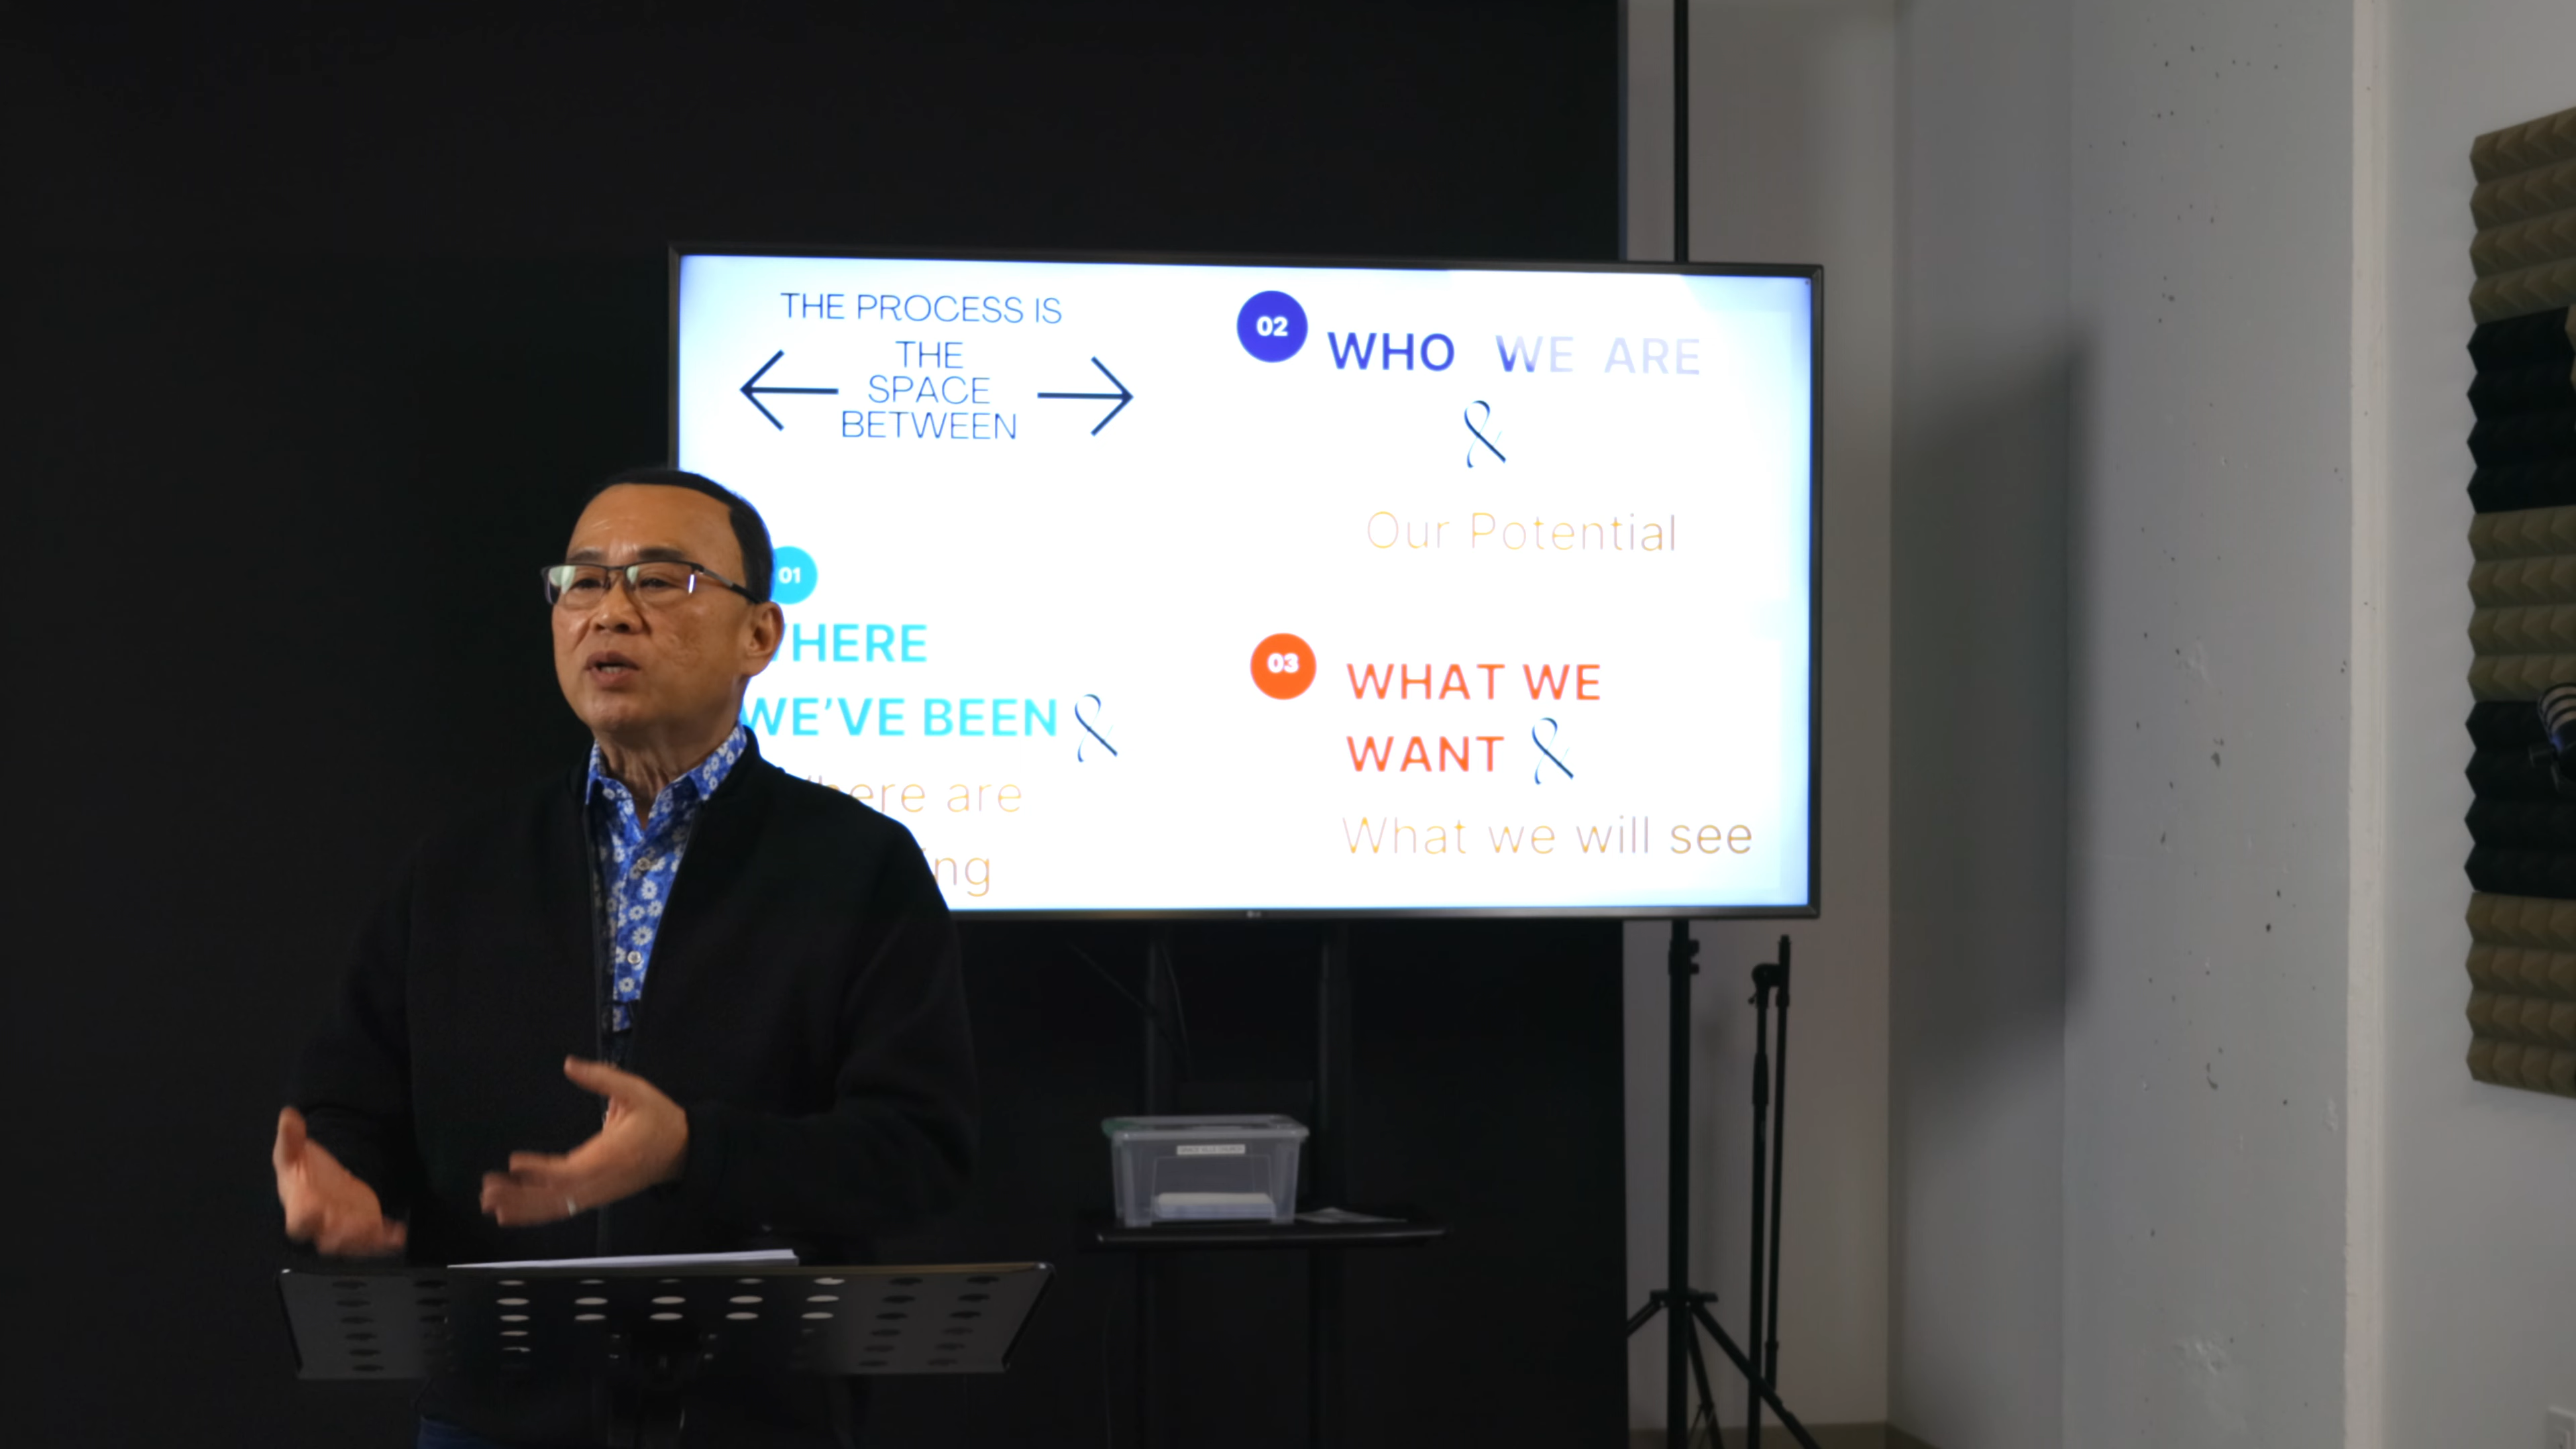 THE PROCESS IS
THE
SPACE
BETWEEN
01
HERE
WE'VE BEEN &
ere are
ng
02
WHO WE ARE
&
Our Potential
03
WHAT WE
WANT &
What we will see
LG